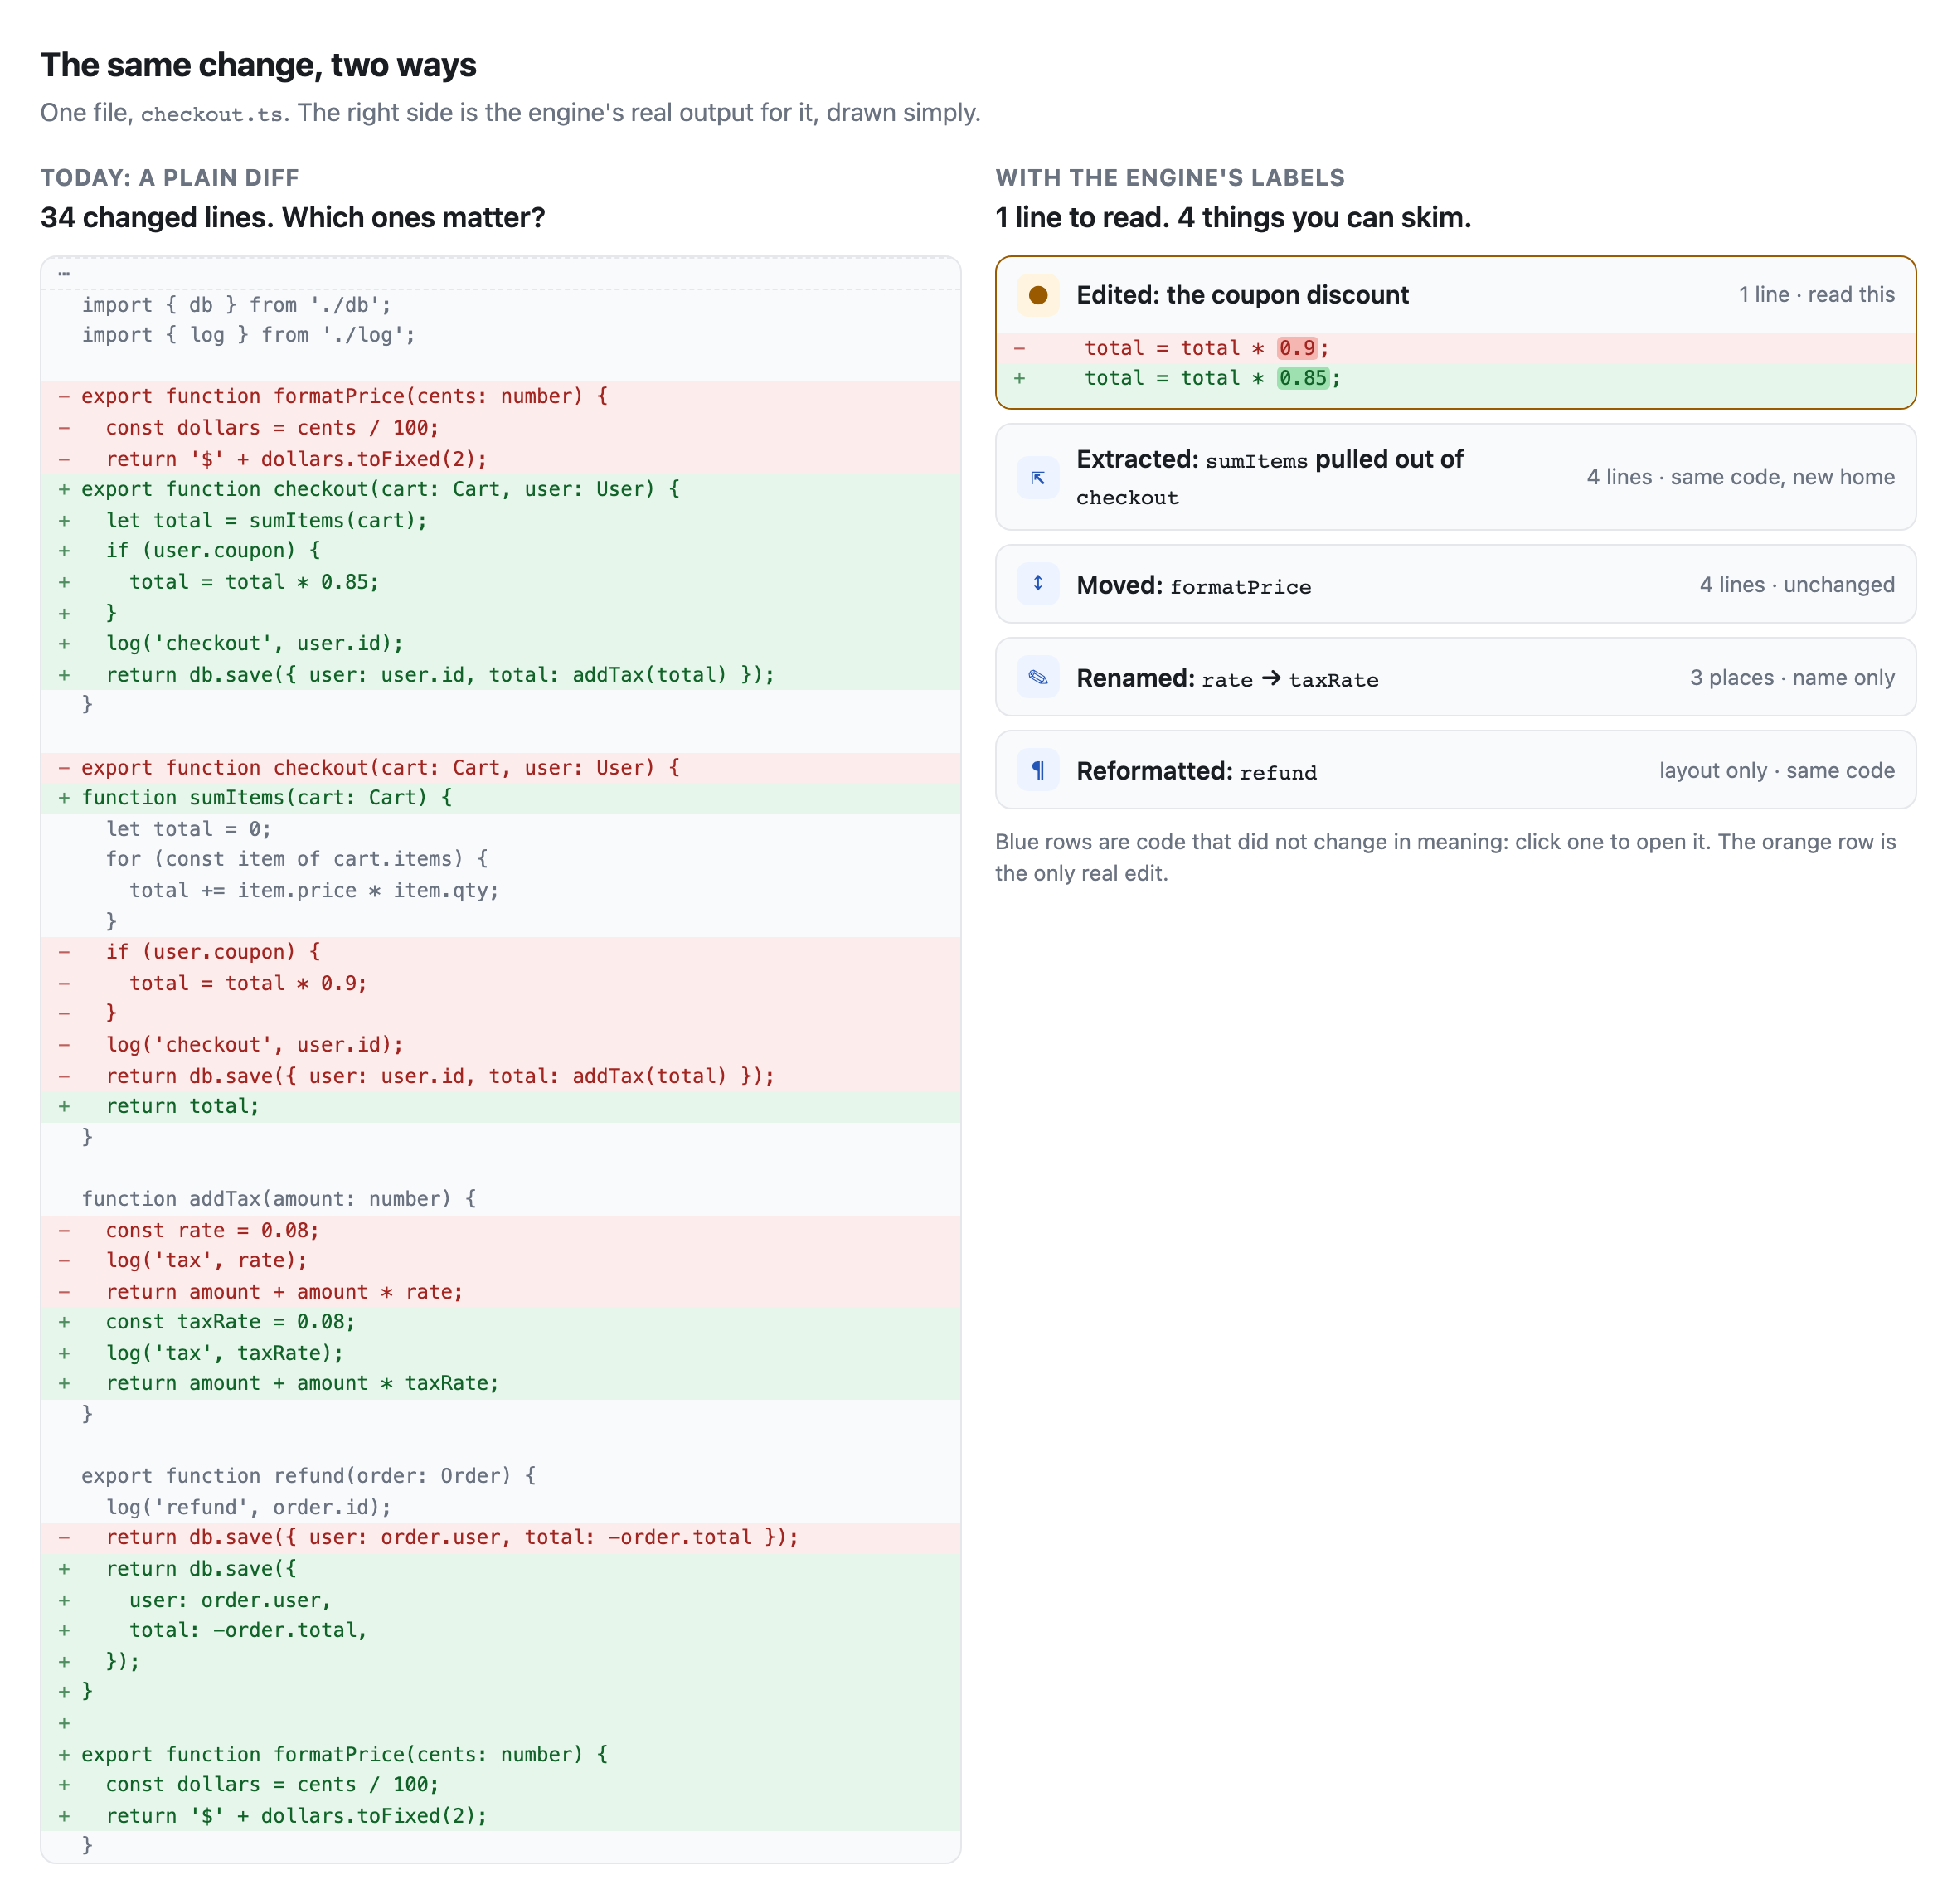 The same change, two ways
One file, checkout.ts. The right side is the engine's real output for it, drawn simply.
TODAY: A PLAIN DIFF
34 changed lines. Which ones matter?
…
import { db } from './db';
import { log } from './log';
− export function formatPrice(cents: number) {
−   const dollars = cents / 100;
−   return '$' + dollars.toFixed(2);
+ export function checkout(cart: Cart, user: User) {
+   let total = sumItems(cart);
+   if (user.coupon) {
+     total = total * 0.85;
+   }
+   log('checkout', user.id);
+   return db.save({ user: user.id, total: addTax(total) });
}
− export function checkout(cart: Cart, user: User) {
+ function sumItems(cart: Cart) {
    let total = 0;
    for (const item of cart.items) {
      total += item.price * item.qty;
    }
−   if (user.coupon) {
−     total = total * 0.9;
−   }
−   log('checkout', user.id);
−   return db.save({ user: user.id, total: addTax(total) });
+   return total;
}
function addTax(amount: number) {
−   const rate = 0.08;
−   log('tax', rate);
−   return amount + amount * rate;
+   const taxRate = 0.08;
+   log('tax', taxRate);
+   return amount + amount * taxRate;
}
export function refund(order: Order) {
    log('refund', order.id);
−   return db.save({ user: order.user, total: -order.total });
+   return db.save({
+     user: order.user,
+     total: -order.total,
+   });
+ }
+
+ export function formatPrice(cents: number) {
+   const dollars = cents / 100;
+   return '$' + dollars.toFixed(2);
}
WITH THE ENGINE'S LABELS
1 line to read. 4 things you can skim.
Edited: the coupon discount
1 line · read this
−   total = total * 0.9;
+   total = total * 0.85;
Extracted: sumItems pulled out of
checkout
4 lines · same code, new home
Moved: formatPrice
4 lines · unchanged
Renamed: rate → taxRate
3 places · name only
Reformatted: refund
layout only · same code
Blue rows are code that did not change in meaning: click one to open it. The orange row is
the only real edit.